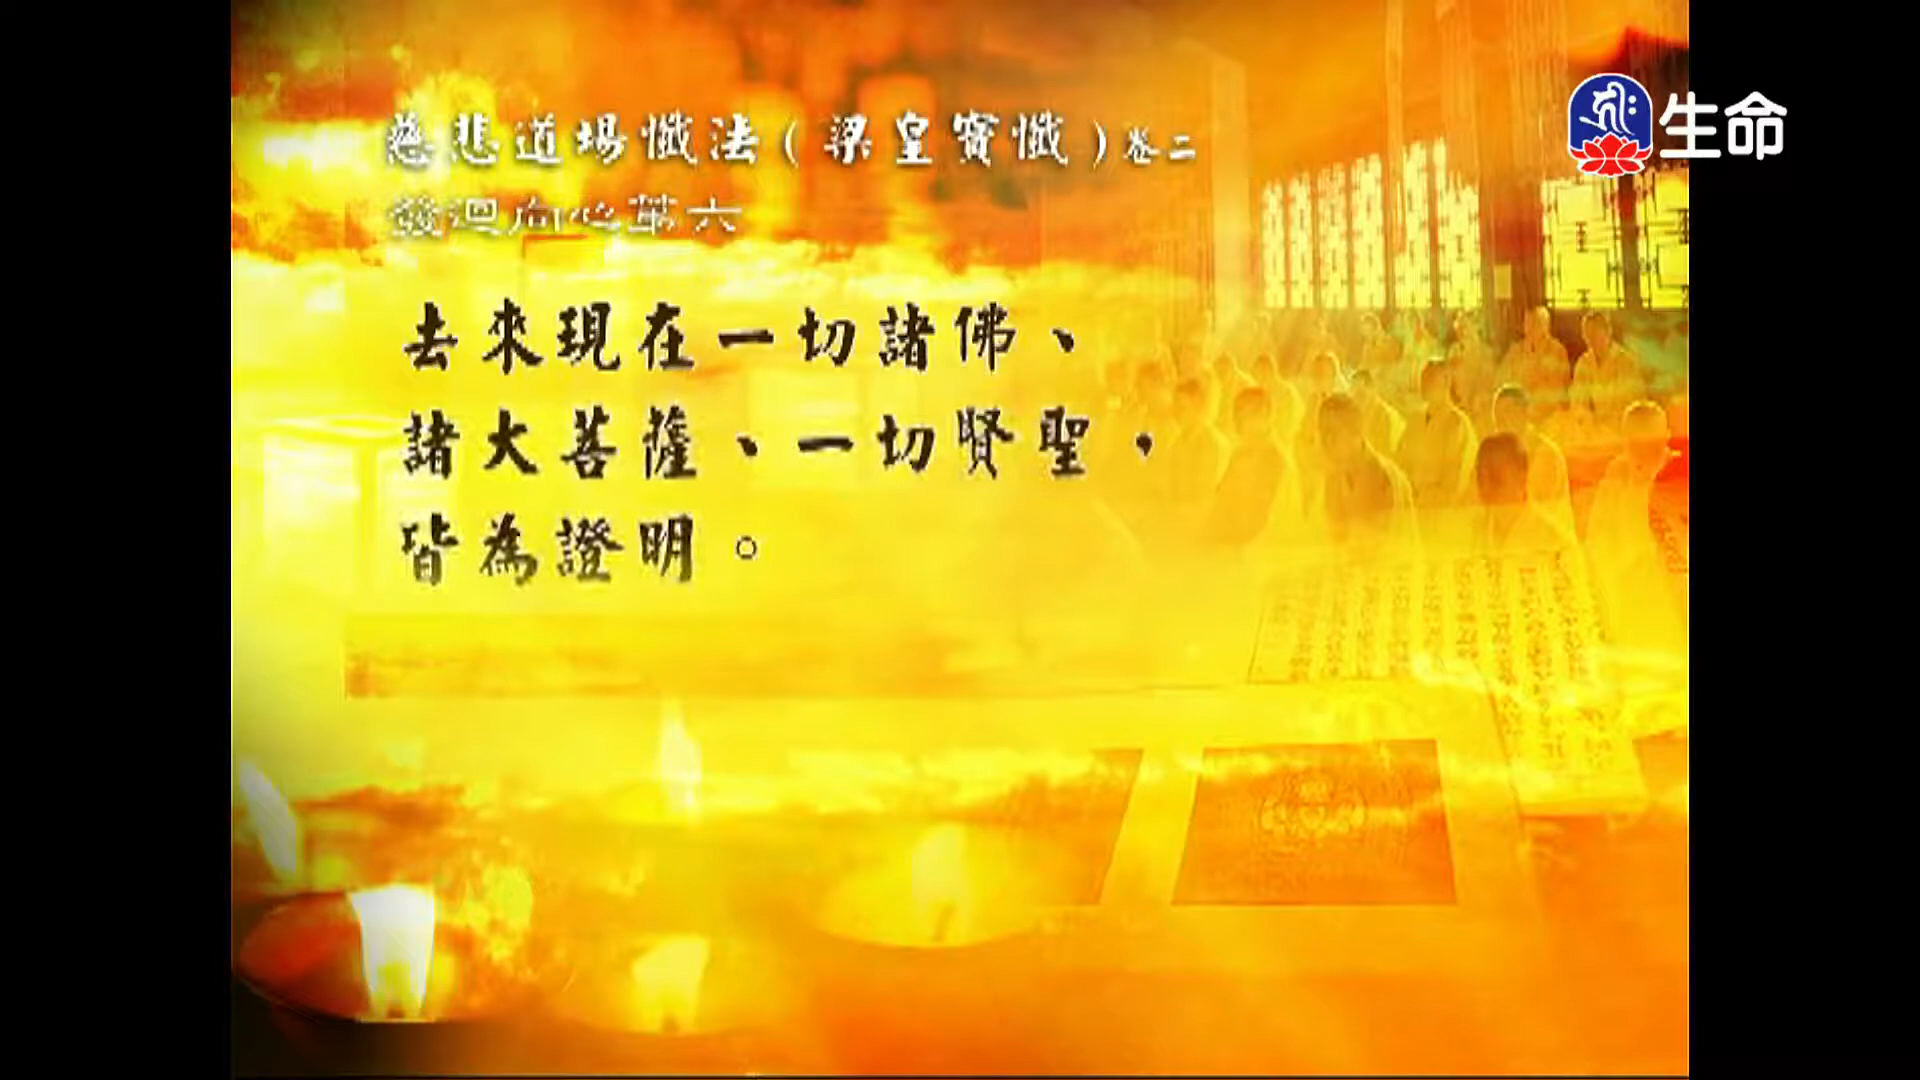 慈悲道場懺法(梁皇寶懺)卷二
發迴向心第六
去來現在一切諸佛、
諸大菩薩、一切賢聖，
皆為證明。
生命